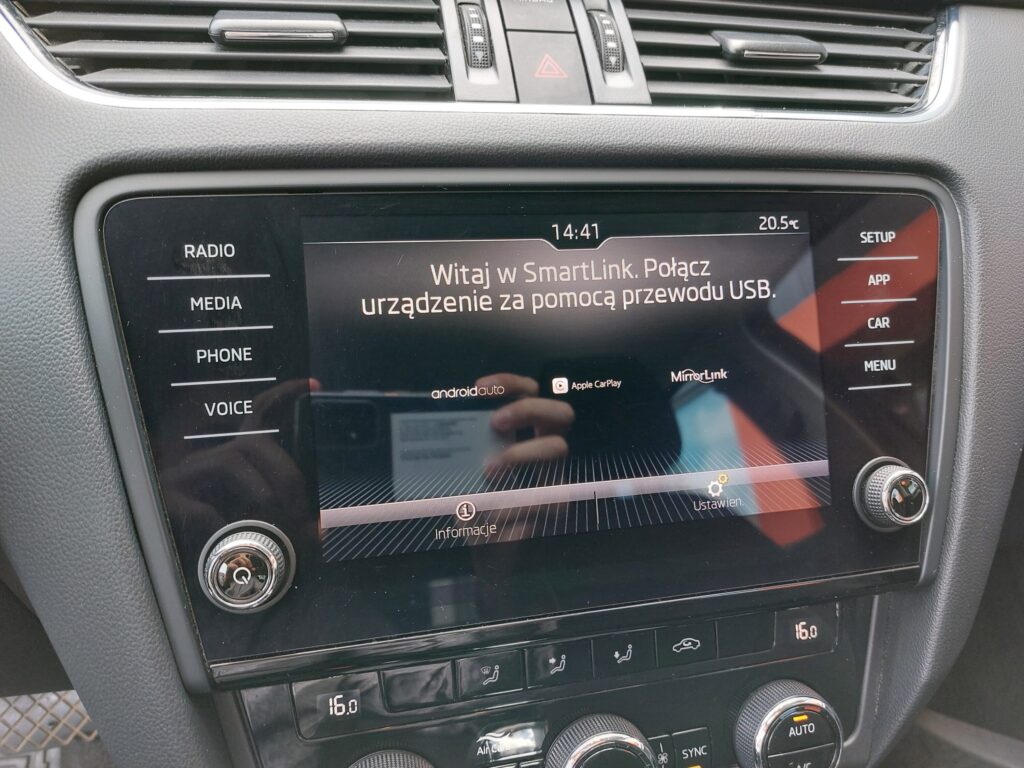 14:41
20.5°C
RADIO
MEDIA
PHONE
VOICE
Witaj w SmartLink. Połącz
urządzenie za pomocą przewodu USB.
androidauto
Apple CarPlay
MirrorLink
Informacje
Ustawien.
SETUP
APP
CAR
MENU
16.0
16.0
SYNC
AUTO